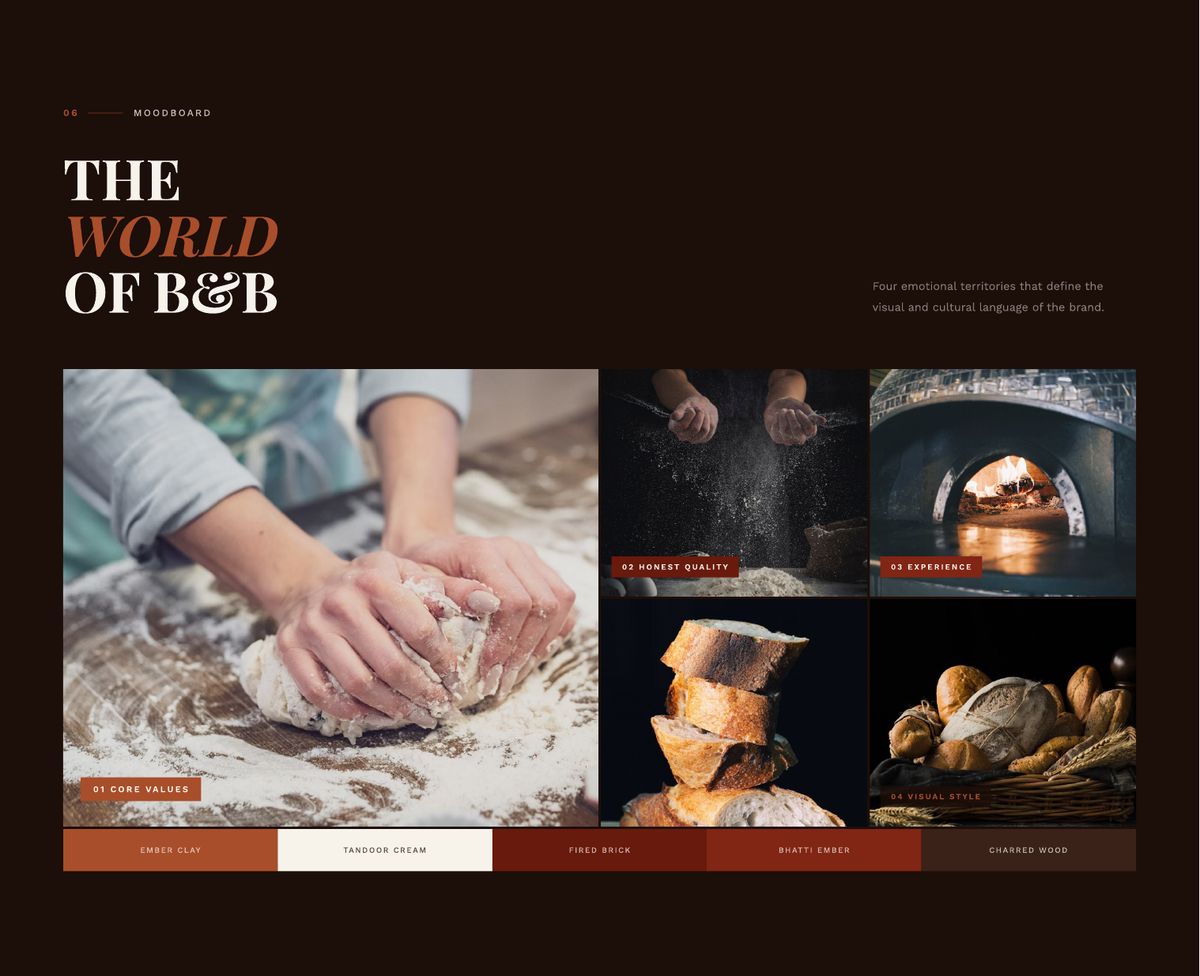 06 MOODBOARD
THE
WORLD
OF B&B
Four emotional territories that define the
visual and cultural language of the brand.
02 HONEST QUALITY
03 EXPERIENCE
01 CORE VALUES
04 VISUAL STYLE
EMBER CLAY
TANDOOR CREAM
FIRED BRICK
BHATTI EMBER
CHARRED WOOD